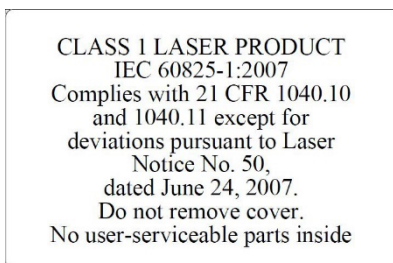 CLASS 1 LASER PRODUCT
IEC 60825-1:2007
Complies with 21 CFR 1040.10
and 1040.11 except for
deviations pursuant to Laser
Notice No. 50,
dated June 24, 2007.
Do not remove cover.
No user-serviceable parts inside